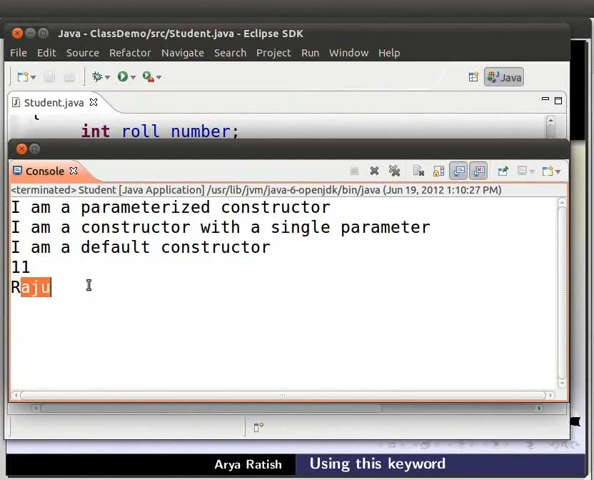 Java - ClassDemo/src/Student.java - Eclipse SDK
File Edit Source Refactor Navigate Search Project Run Window Help
Java
Student.java
int roll_number;
Console
<terminated> Student [Java Application] /usr/lib/jvm/java-6-openjdk/bin/java (Jun 19, 2012 1:10:27 PM)
I am a parameterized constructor
I am a constructor with a single parameter
I am a default constructor
11
Raju
Arya Ratish Using this keyword